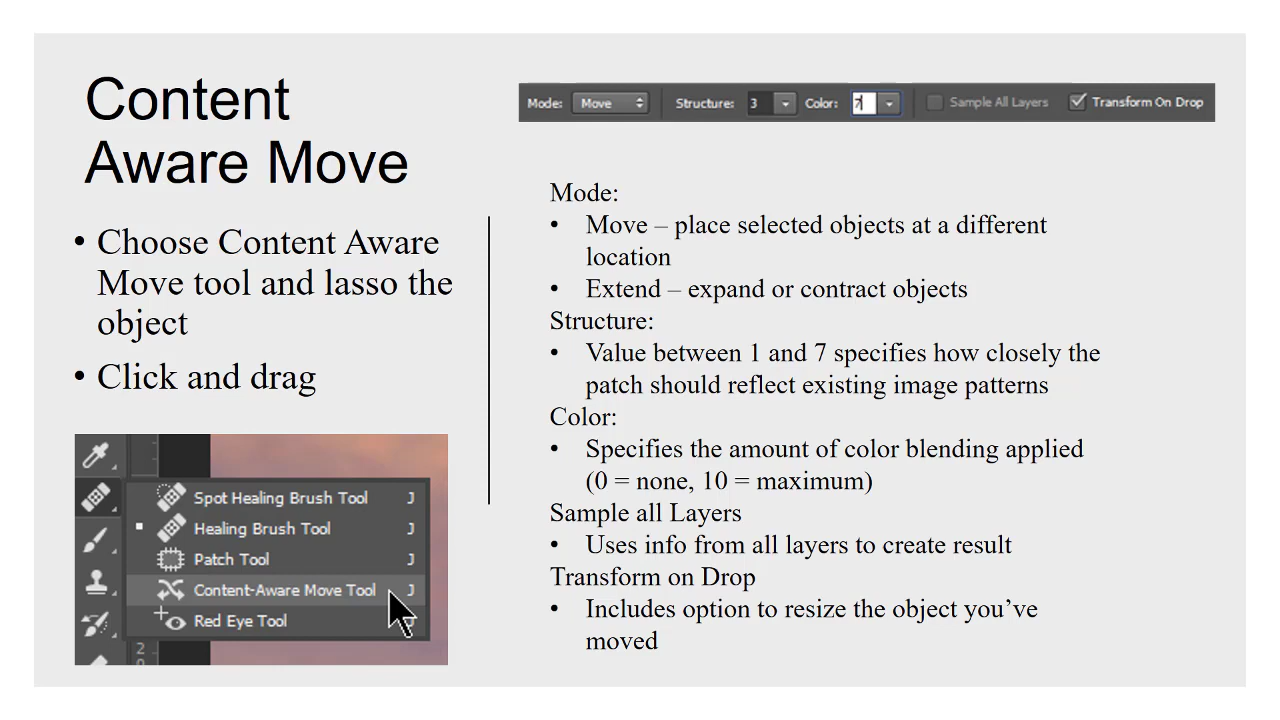 Content
Aware Move
• Choose Content Aware
Move tool and lasso the
object
• Click and drag
Spot Healing Brush Tool J
Healing Brush Tool J
Patch Tool J
Content-Aware Move Tool J
Red Eye Tool
2
Mode: Move Structure: 3 Color: 7 Sample All Layers Transform On Drop
Mode:
• Move – place selected objects at a different
location
• Extend – expand or contract objects
Structure:
• Value between 1 and 7 specifies how closely the
patch should reflect existing image patterns
Color:
• Specifies the amount of color blending applied
(0 = none, 10 = maximum)
Sample all Layers
• Uses info from all layers to create result
Transform on Drop
• Includes option to resize the object you’ve
moved